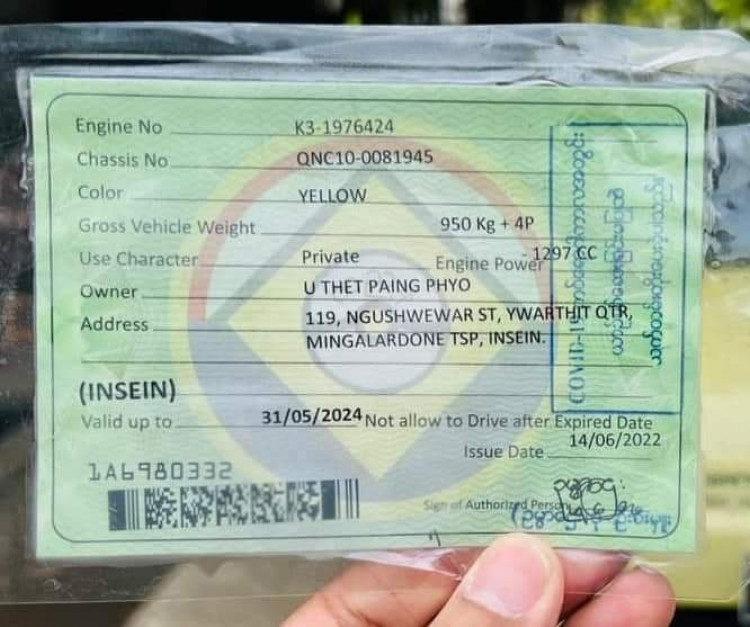 Engine No K3-1976424
Chassis No QNC10-0081945
Color YELLOW
Gross Vehicle Weight 950 Kg + 4P
Use Character Private Engine Power - 1297 CC
Owner U THET PAING PHYO
Address 119, NGUSHWEWAR ST, YWARTHIT QTR,
MINGALARDONE TSP, INSEIN.
(INSEIN)
Valid up to 31/05/2024 Not allow to Drive after Expired Date
Issue Date 14/06/2022
1A6980332
Sign of Authorized Person
COVID-19